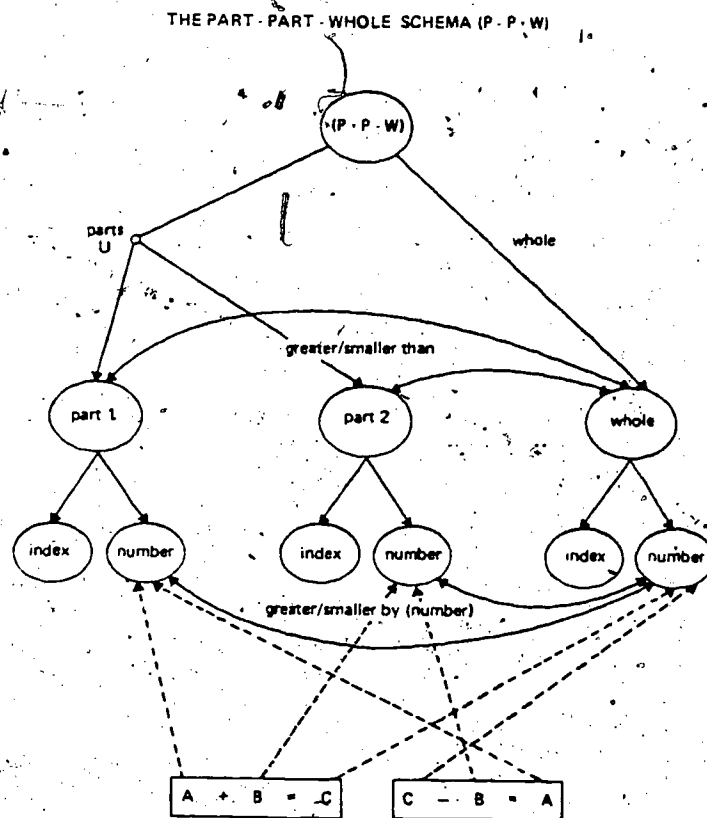 THE PART - PART - WHOLE SCHEMA (P - P - W)
(P - P - W)
parts
U
whole
greater/smaller than
part 1
part 2
whole
index
number
index
number
index
number
greater/smaller by (number)
A + B = C
C - B = A